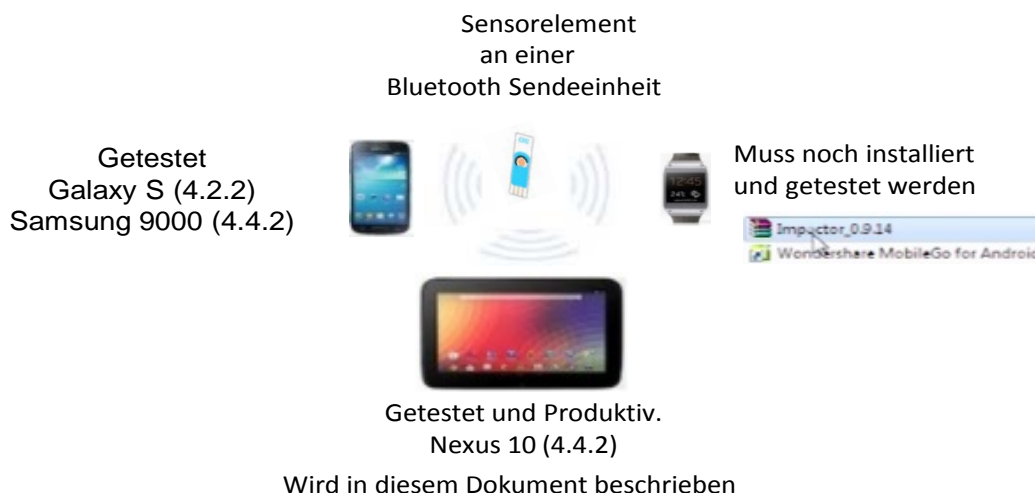 Sensorelement
an einer
Bluetooth Sendeeinheit
Getestet
Galaxy S (4.2.2)
Samsung 9000 (4.4.2)
Muss noch installiert
und getestet werden
12:45
24%
Impactor_0.9.14
Wondershare MobileGo for Android
Getestet und Produktiv.
Nexus 10 (4.4.2)
Wird in diesem Dokument beschrieben